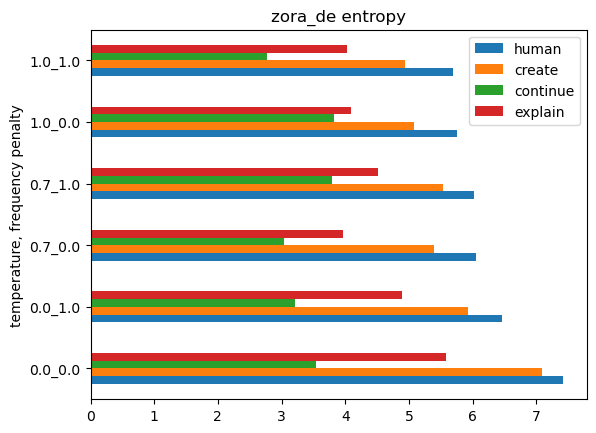 zora_de entropy
human
create
continue
explain
temperature, frequency penalty
1.0_1.0
1.0_0.0
0.7_1.0
0.7_0.0
0.0_1.0
0.0_0.0
0 1 2 3 4 5 6 7